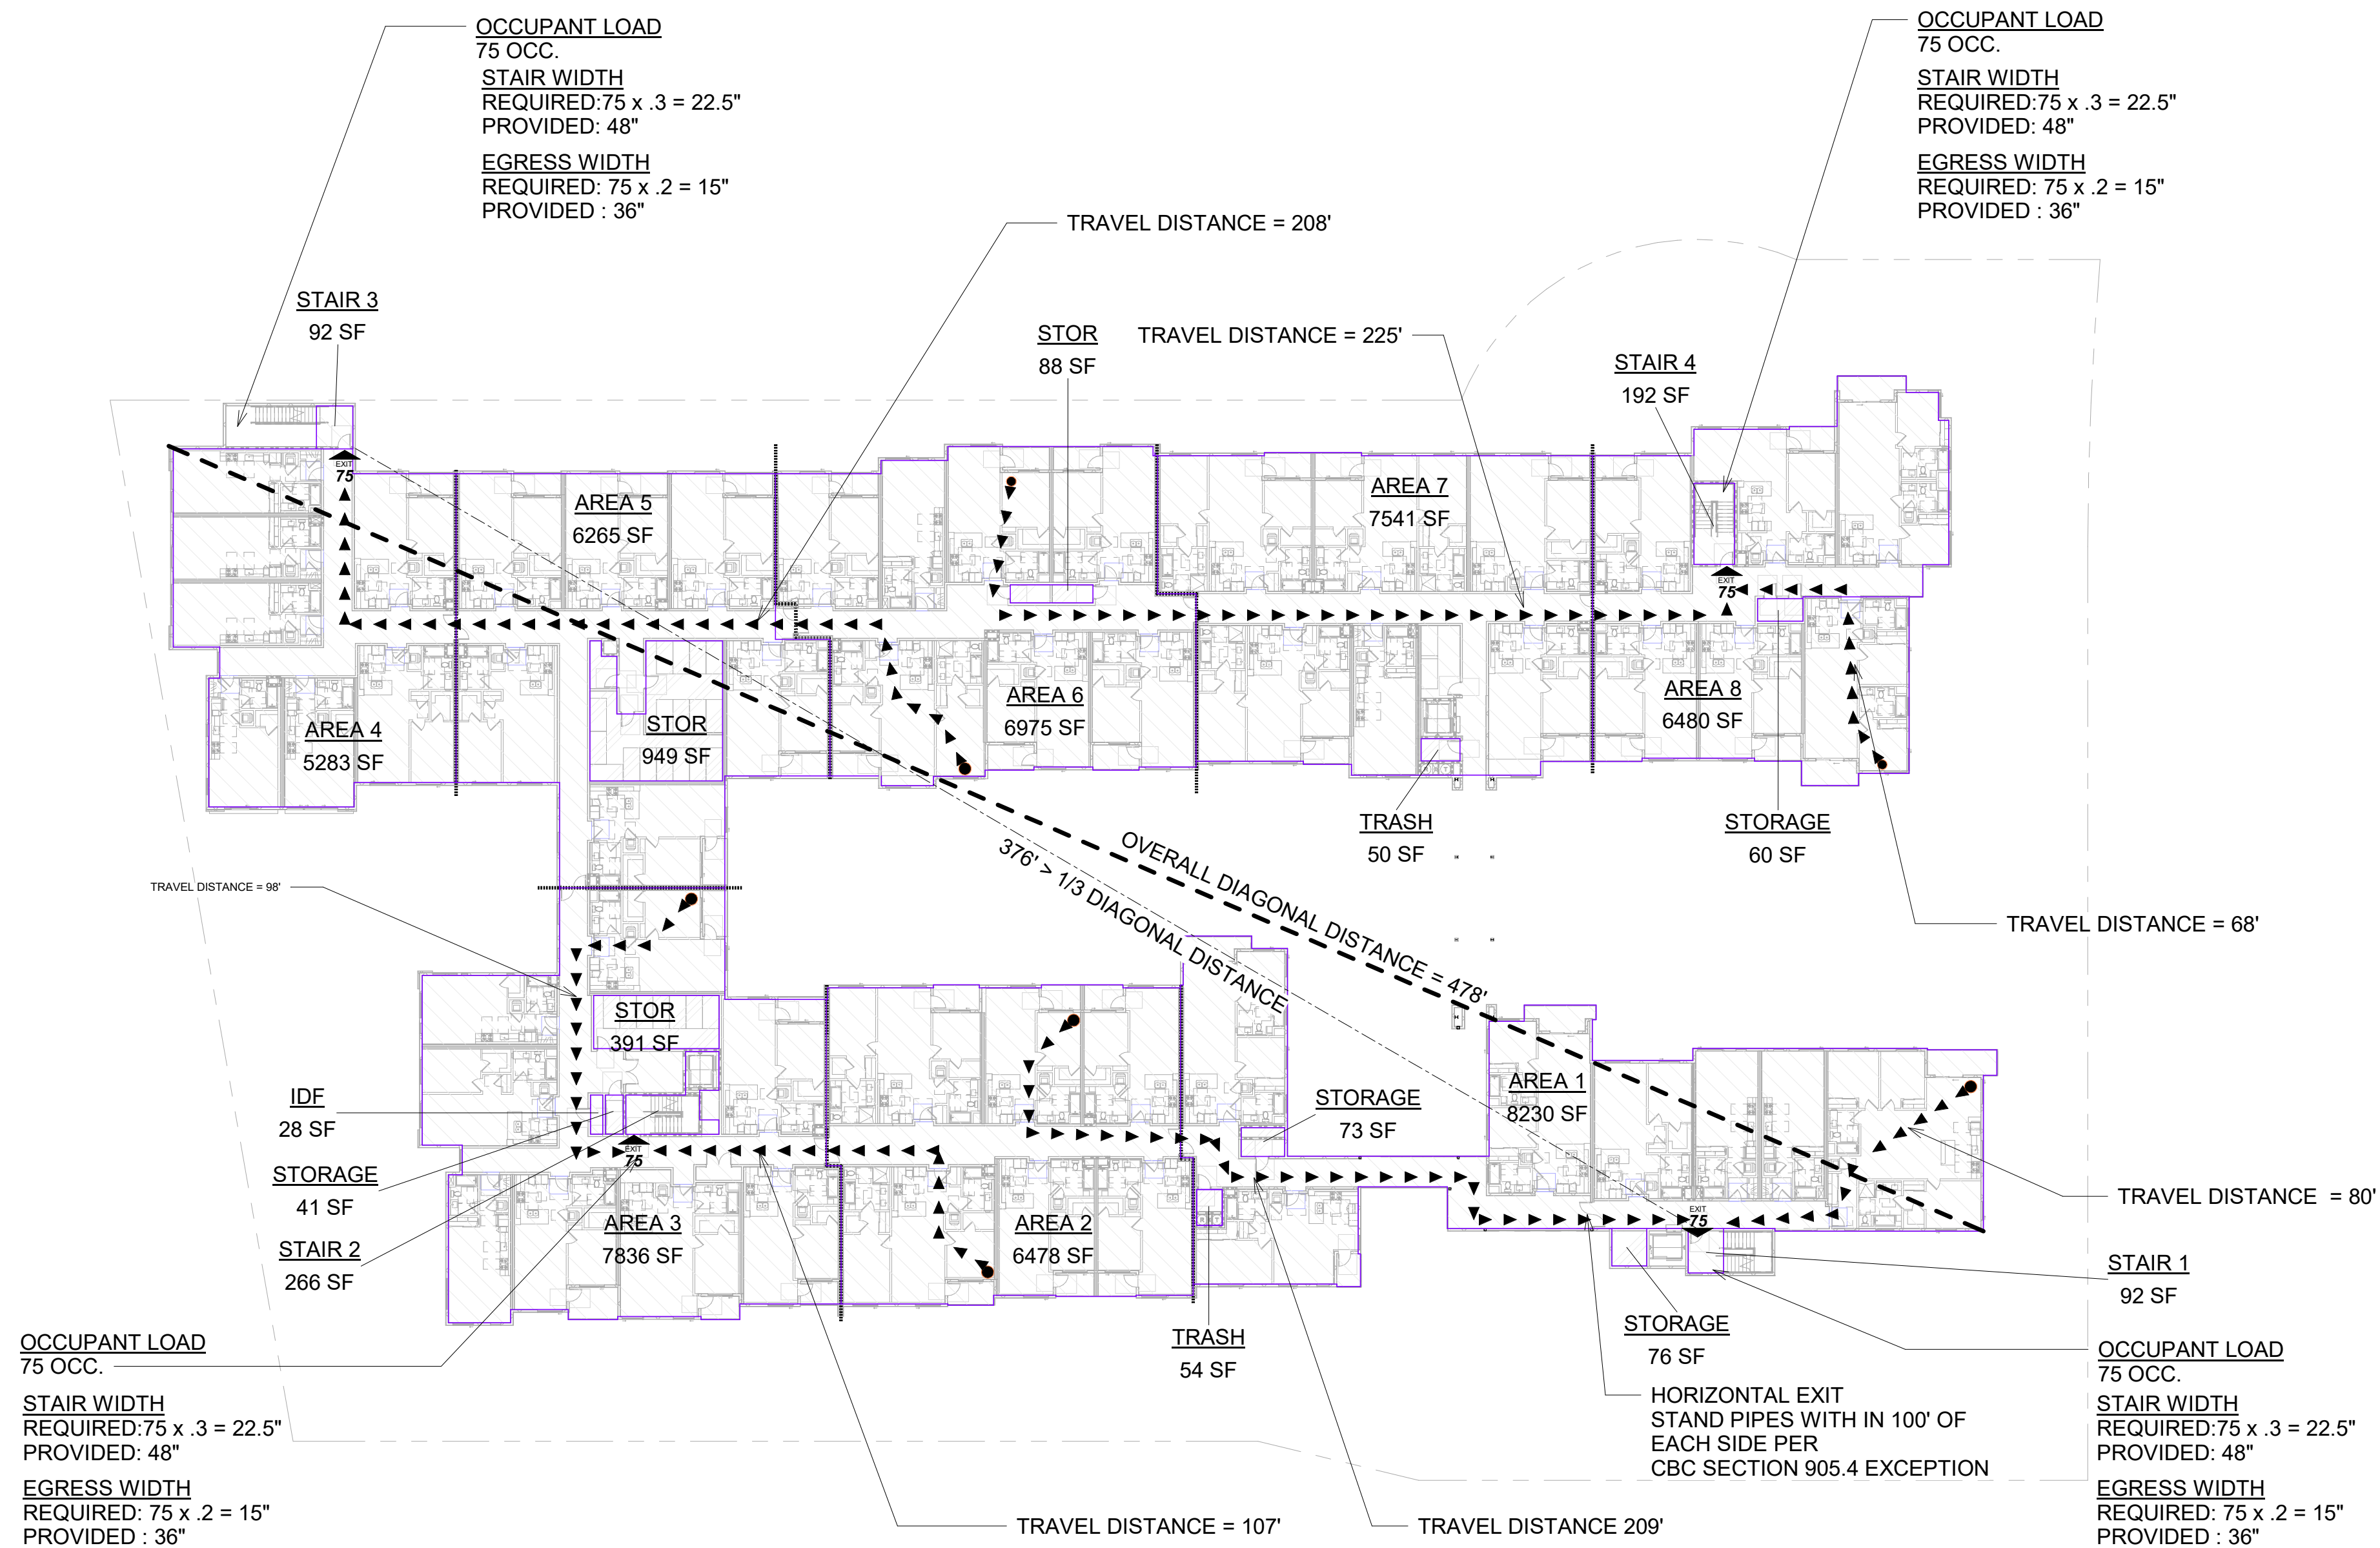 OCCUPANT LOAD
75 OCC.
STAIR WIDTH
REQUIRED:75 x .3 = 22.5"
PROVIDED: 48"
EGRESS WIDTH
REQUIRED: 75 x .2 = 15"
PROVIDED : 36"
OCCUPANT LOAD
75 OCC.
STAIR WIDTH
REQUIRED:75 x .3 = 22.5"
PROVIDED: 48"
EGRESS WIDTH
REQUIRED: 75 x .2 = 15"
PROVIDED : 36"
TRAVEL DISTANCE = 208'
STAIR 3
92 SF
STOR
88 SF
TRAVEL DISTANCE = 225'
STAIR 4
192 SF
EXIT
75
AREA 5
6265 SF
AREA 7
7541 SF
EXIT
75
AREA 4
5283 SF
STOR
949 SF
AREA 6
6975 SF
AREA 8
6480 SF
TRASH
50 SF
STORAGE
60 SF
OVERALL DIAGONAL DISTANCE = 478'
376' > 1/3 DIAGONAL DISTANCE
TRAVEL DISTANCE = 98'
TRAVEL DISTANCE = 68'
STOR
391 SF
IDF
28 SF
STORAGE
41 SF
STAIR 2
266 SF
EXIT
75
AREA 3
7836 SF
AREA 2
6478 SF
STORAGE
73 SF
AREA 1
8230 SF
EXIT
75
TRAVEL DISTANCE = 80'
STAIR 1
92 SF
TRASH
54 SF
STORAGE
76 SF
HORIZONTAL EXIT
STAND PIPES WITH IN 100' OF
EACH SIDE PER
CBC SECTION 905.4 EXCEPTION
OCCUPANT LOAD
75 OCC.
STAIR WIDTH
REQUIRED:75 x .3 = 22.5"
PROVIDED: 48"
EGRESS WIDTH
REQUIRED: 75 x .2 = 15"
PROVIDED : 36"
TRAVEL DISTANCE = 107'
TRAVEL DISTANCE 209'
OCCUPANT LOAD
75 OCC.
STAIR WIDTH
REQUIRED:75 x .3 = 22.5"
PROVIDED: 48"
EGRESS WIDTH
REQUIRED: 75 x .2 = 15"
PROVIDED : 36"